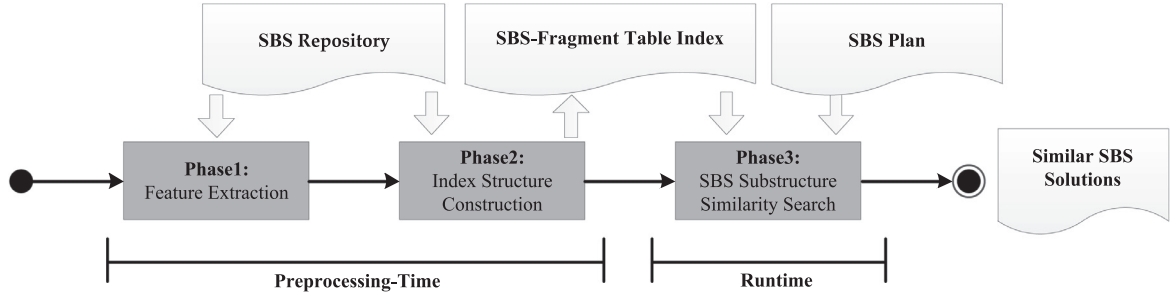 SBS Repository
SBS-Fragment Table Index
SBS Plan
Phase1:
Feature Extraction
Phase2:
Index Structure
Construction
Phase3:
SBS Substructure
Similarity Search
Similar SBS
Solutions
Preprocessing-Time
Runtime